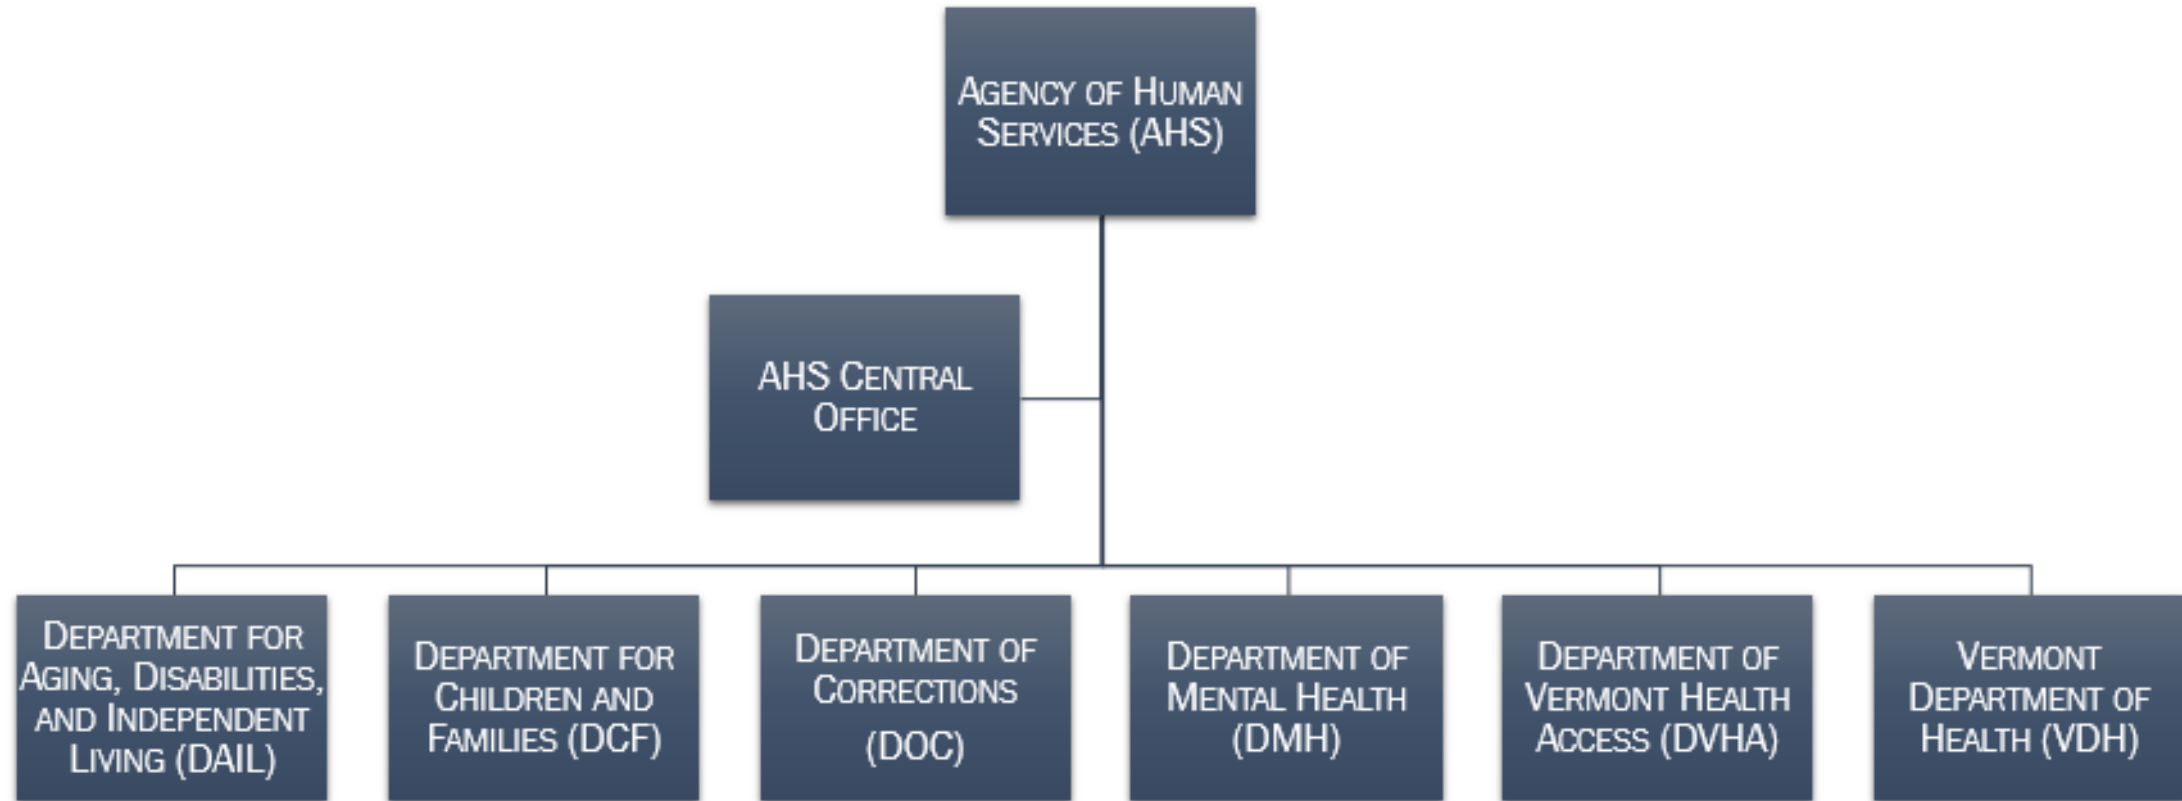 AGENCY OF HUMAN
SERVICES (AHS)
AHS CENTRAL
OFFICE
DEPARTMENT FOR
AGING, DISABILITIES,
AND INDEPENDENT
LIVING (DAIL)
DEPARTMENT FOR
CHILDREN AND
FAMILIES (DCF)
DEPARTMENT OF
CORRECTIONS
(DOC)
DEPARTMENT OF
MENTAL HEALTH
(DMH)
DEPARTMENT OF
VERMONT HEALTH
ACCESS (DVHA)
VERMONT
DEPARTMENT OF
HEALTH (VDH)